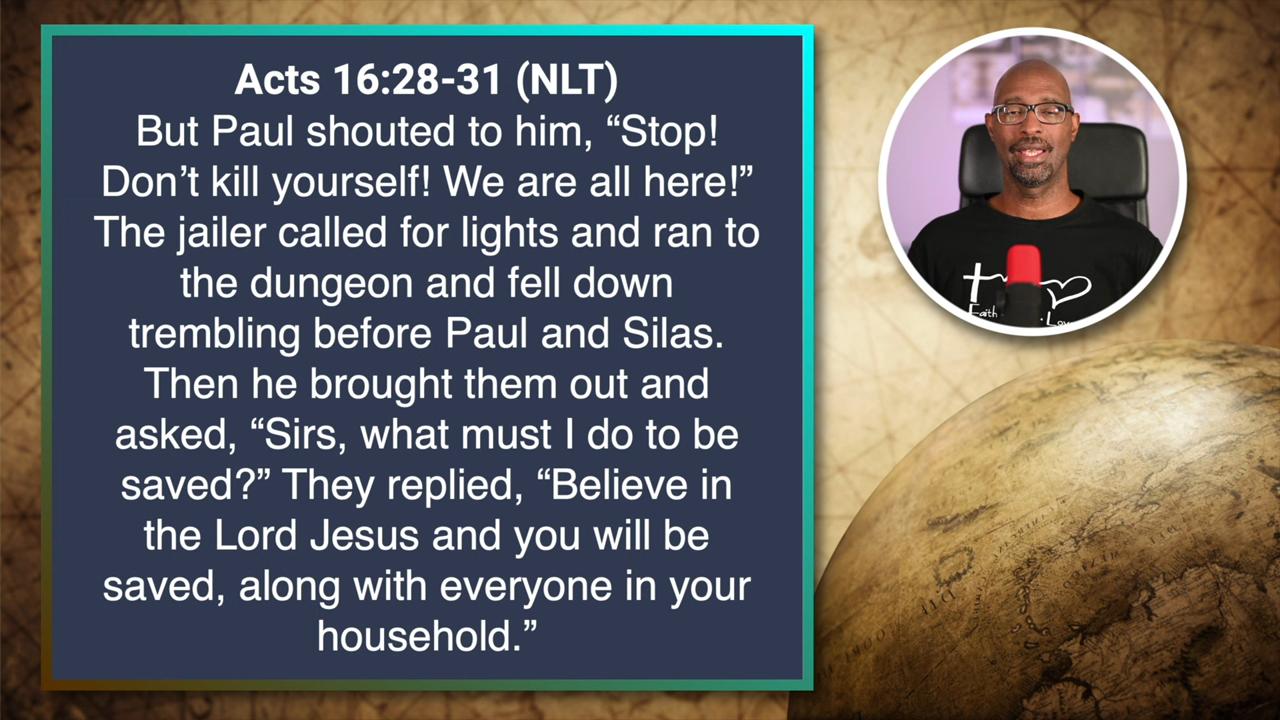 Acts 16:28-31 (NLT)
But Paul shouted to him, “Stop!
Don’t kill yourself! We are all here!”
The jailer called for lights and ran to
the dungeon and fell down
trembling before Paul and Silas.
Then he brought them out and
asked, “Sirs, what must I do to be
saved?” They replied, “Believe in
the Lord Jesus and you will be
saved, along with everyone in your
household.”
Faith